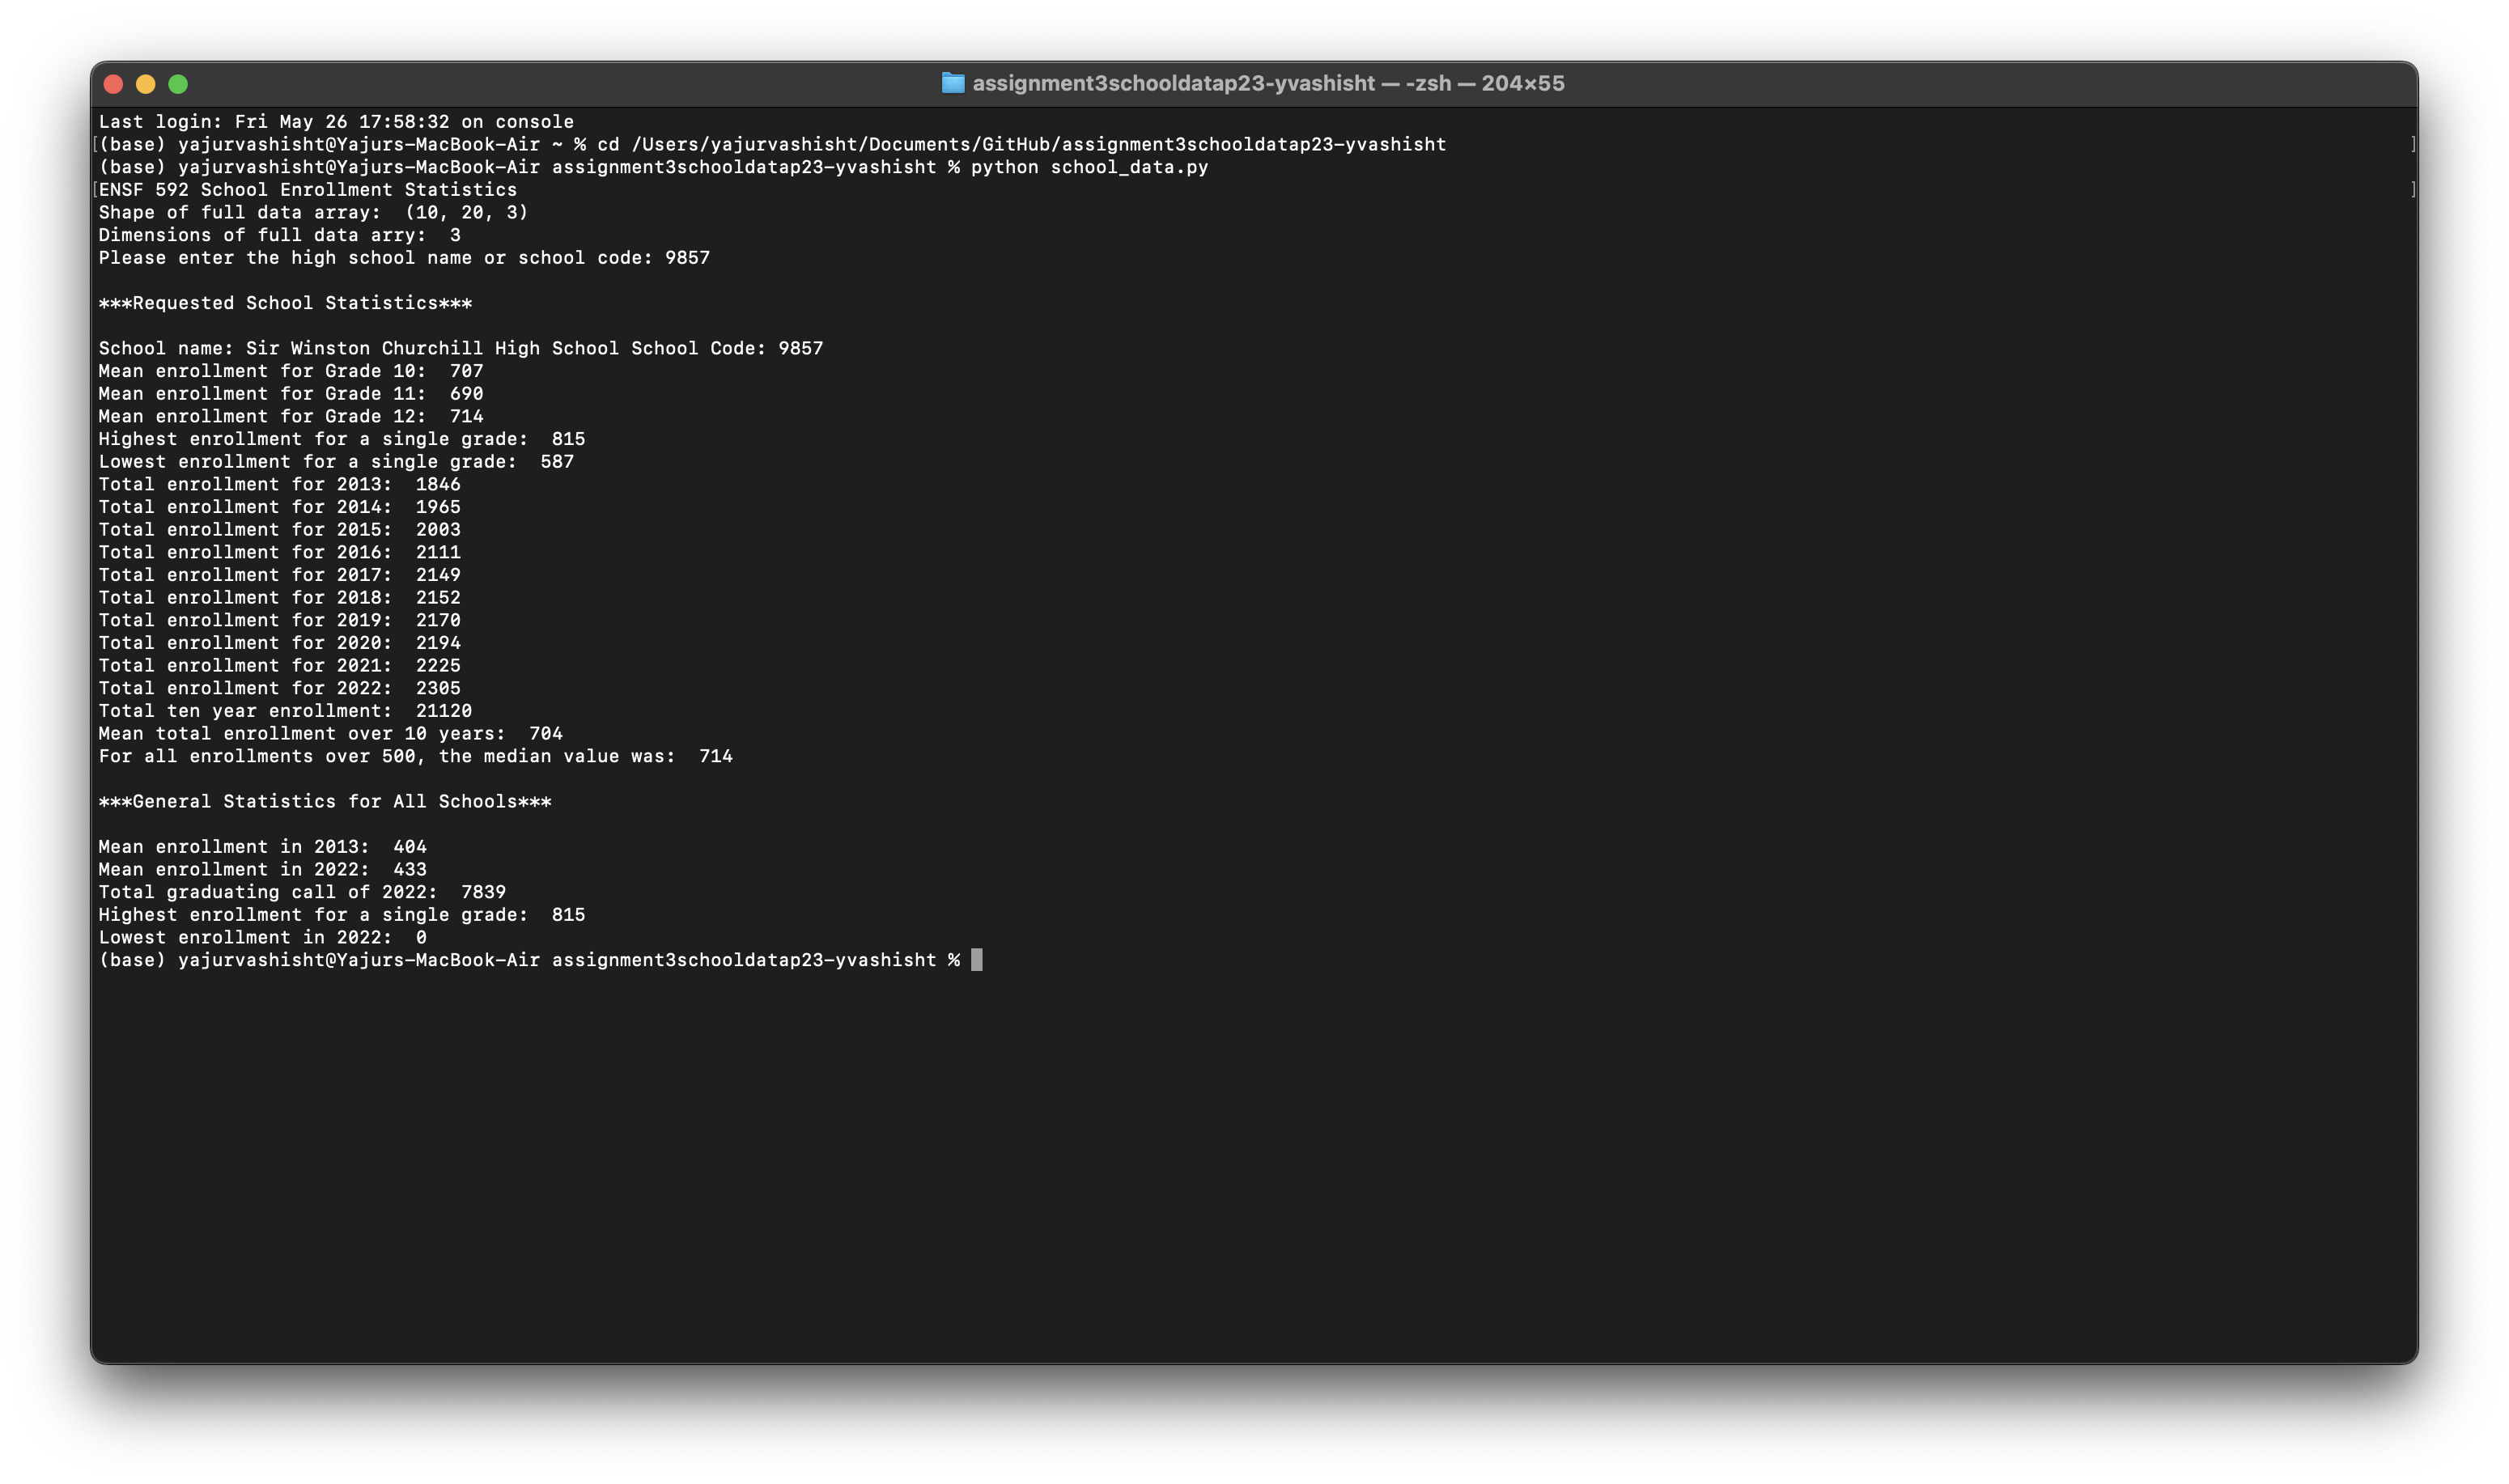 assignment3schooldatap23-yvashisht — -zsh — 204×55
Last login: Fri May 26 17:58:32 on console
[(base) yajurvashisht@Yajurs-MacBook-Air ~ % cd /Users/yajurvashisht/Documents/GitHub/assignment3schooldatap23-yvashisht ]
(base) yajurvashisht@Yajurs-MacBook-Air assignment3schooldatap23-yvashisht % python school_data.py
[ENSF 592 School Enrollment Statistics ]
Shape of full data array:  (10, 20, 3)
Dimensions of full data arry:  3
Please enter the high school name or school code: 9857
***Requested School Statistics***
School name: Sir Winston Churchill High School School Code: 9857
Mean enrollment for Grade 10:  707
Mean enrollment for Grade 11:  690
Mean enrollment for Grade 12:  714
Highest enrollment for a single grade:  815
Lowest enrollment for a single grade:  587
Total enrollment for 2013:  1846
Total enrollment for 2014:  1965
Total enrollment for 2015:  2003
Total enrollment for 2016:  2111
Total enrollment for 2017:  2149
Total enrollment for 2018:  2152
Total enrollment for 2019:  2170
Total enrollment for 2020:  2194
Total enrollment for 2021:  2225
Total enrollment for 2022:  2305
Total ten year enrollment:  21120
Mean total enrollment over 10 years:  704
For all enrollments over 500, the median value was:  714
***General Statistics for All Schools***
Mean enrollment in 2013:  404
Mean enrollment in 2022:  433
Total graduating call of 2022:  7839
Highest enrollment for a single grade:  815
Lowest enrollment in 2022:  0
(base) yajurvashisht@Yajurs-MacBook-Air assignment3schooldatap23-yvashisht %